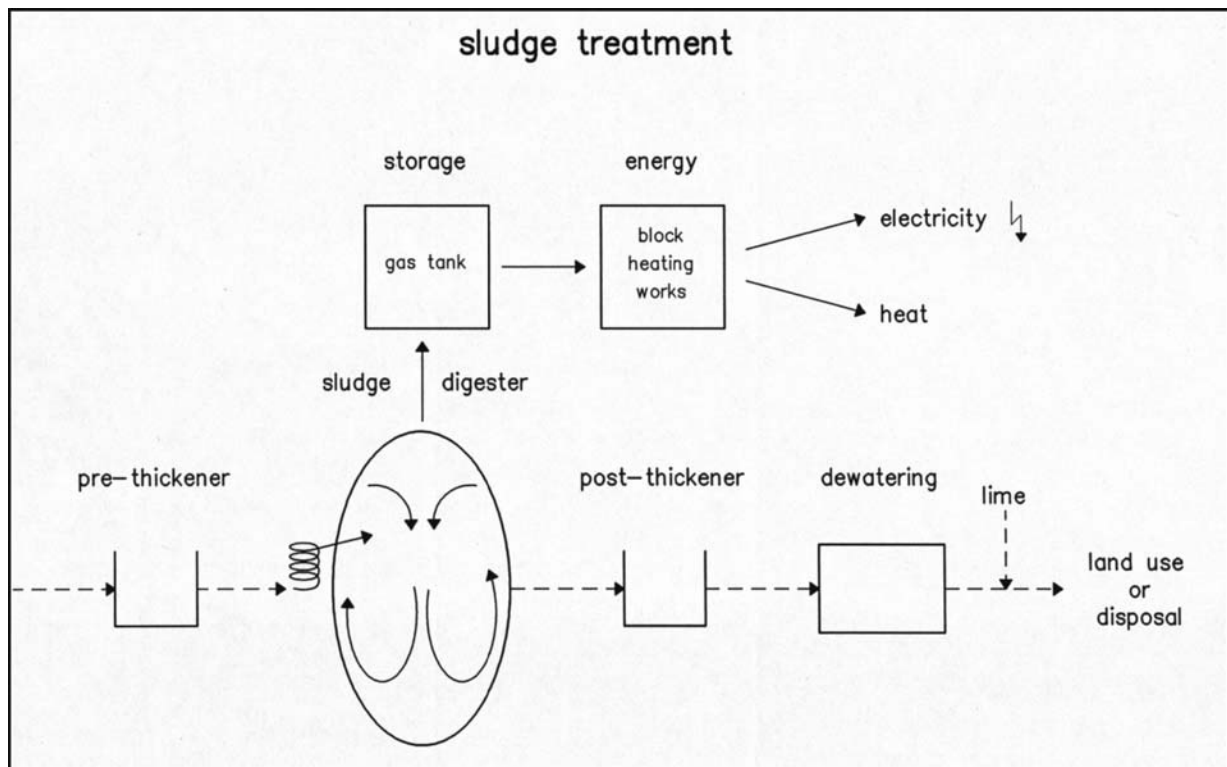 sludge treatment
storage
energy
gas tank
block
heating
works
electricity
heat
sludge digester
pre-thickener
post-thickener
dewatering
lime
land use
or
disposal